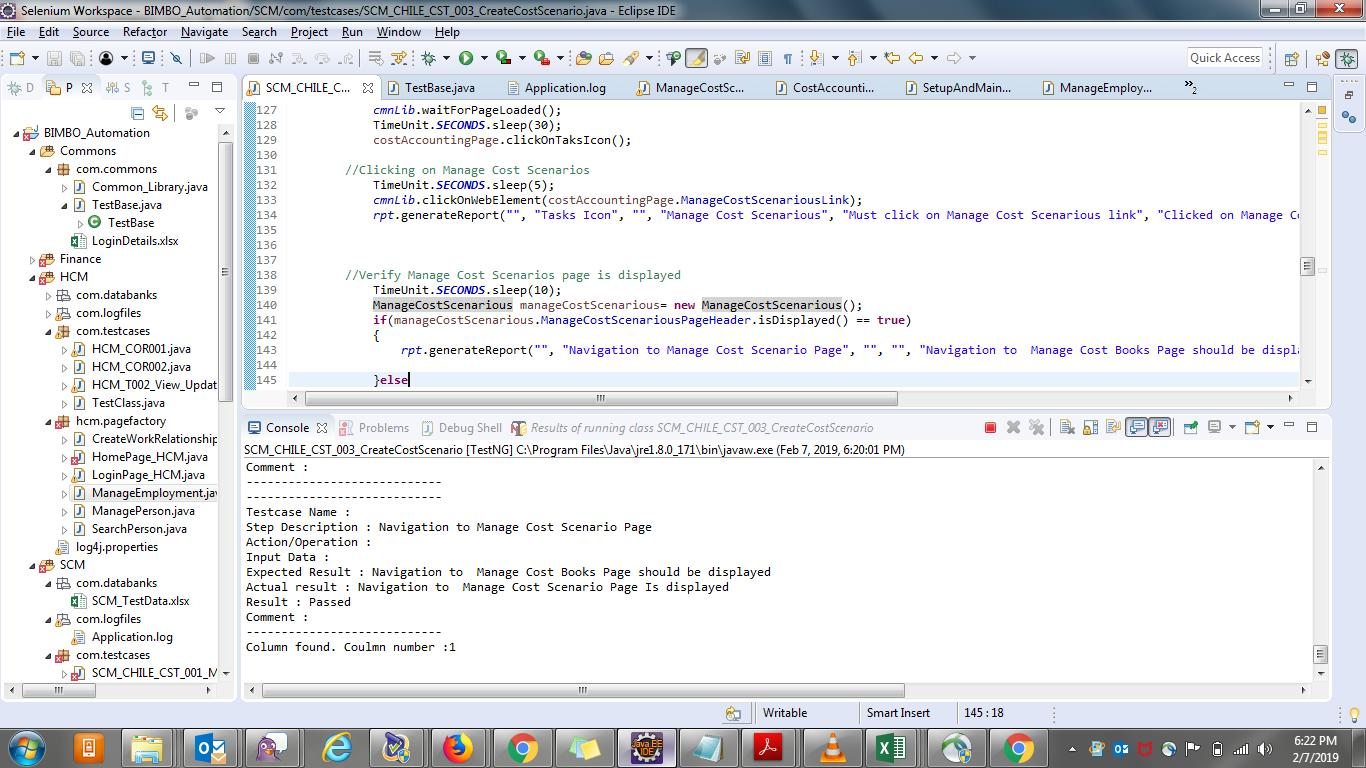 Selenium Workspace - BIMBO_Automation/SCM/com/testcases/SCM_CHILE_CST_003_CreateCostScenario.java - Eclipse IDE
File Edit Source Refactor Navigate Search Project Run Window Help
Quick Access
D P S T
SCM_CHILE_C... TestBase.java Application.log ManageCostSc... CostAccounti... SetupAndMain... ManageEmploy... »2
BIMBO_Automation
Commons
com.commons
Common_Library.java
TestBase.java
TestBase
LoginDetails.xlsx
Finance
HCM
com.databanks
com.logfiles
com.testcases
HCM_COR001.java
HCM_COR002.java
HCM_T002_View_Updat
TestClass.java
hcm.pagefactory
CreateWorkRelationship
HomePage_HCM.java
LoginPage_HCM.java
ManageEmployment.jav
ManagePerson.java
SearchPerson.java
log4j.properties
SCM
com.databanks
SCM_TestData.xlsx
com.logfiles
Application.log
com.testcases
SCM_CHILE_CST_001_M
127 cmnLib.waitForPageLoaded();
128 TimeUnit.SECONDS.sleep(30);
129 costAccountingPage.clickOnTaksIcon();
130
131 //Clicking on Manage Cost Scenarios
132 TimeUnit.SECONDS.sleep(5);
133 cmnLib.clickOnWebElement(costAccountingPage.ManageCostScenariousLink);
134 rpt.generateReport("", "Tasks Icon", "", "Manage Cost Scenarious", "Must click on Manage Cost Scenarious link", "Clicked on Manage Co
135
136
137
138 //Verify Manage Cost Scenarios page is displayed
139 TimeUnit.SECONDS.sleep(10);
140 ManageCostScenarious manageCostScenarious= new ManageCostScenarious();
141 if(manageCostScenarious.ManageCostScenariousPageHeader.isDisplayed() == true)
142 {
143 rpt.generateReport("", "Navigation to Manage Cost Scenario Page", "", "", "Navigation to  Manage Cost Books Page should be displa
144
145 }else
Console Problems Debug Shell Results of running class SCM_CHILE_CST_003_CreateCostScenario
SCM_CHILE_CST_003_CreateCostScenario [TestNG] C:\Program Files\Java\jre1.8.0_171\bin\javaw.exe (Feb 7, 2019, 6:20:01 PM)
Comment :
----------------------------
----------------------------
Testcase Name :
Step Description : Navigation to Manage Cost Scenario Page
Action/Operation :
Input Data :
Expected Result : Navigation to  Manage Cost Books Page should be displayed
Actual result : Navigation to  Manage Cost Scenario Page Is displayed
Result : Passed
Comment :
----------------------------
Column found. Coulmn number :1
Writable Smart Insert 145 : 18
Java EE IDE
6:22 PM
2/7/2019